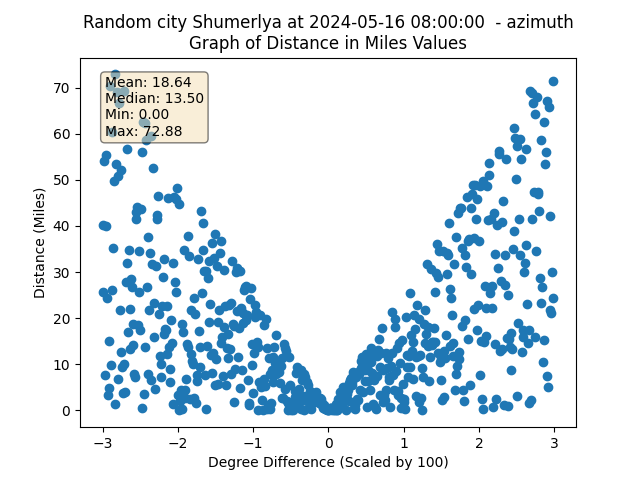 Random city Shumerlya at 2024-05-16 08:00:00  - azimuth
Graph of Distance in Miles Values
Mean: 18.64
Median: 13.50
Min: 0.00
Max: 72.88
70
60
50
40
30
20
10
0
Distance (Miles)
−3 −2 −1 0 1 2 3
Degree Difference (Scaled by 100)